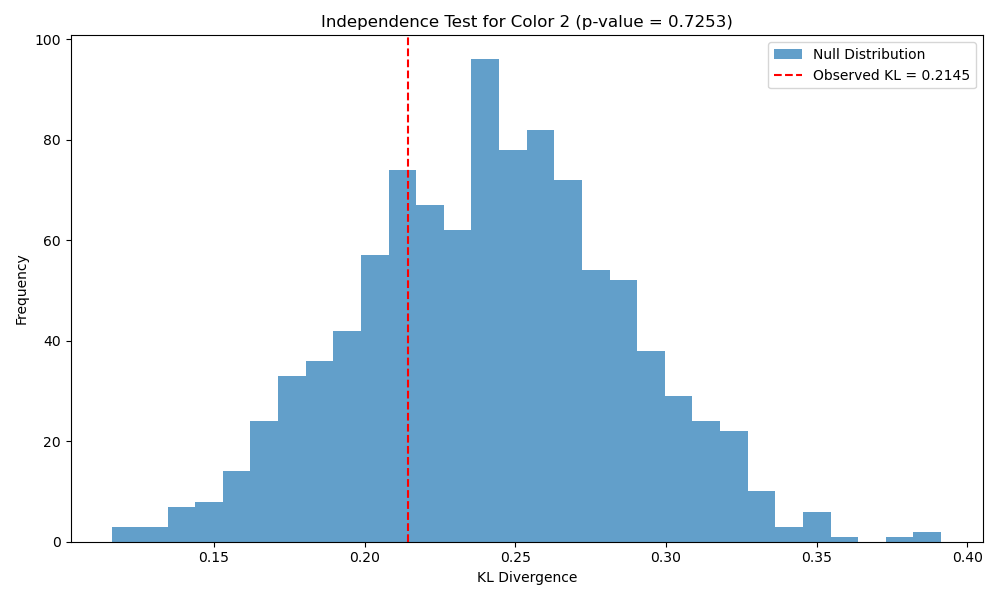 Independence Test for Color 2 (p-value = 0.7253)
100
80
60
40
20
0
Frequency
Null Distribution
Observed KL = 0.2145
0.15 0.20 0.25 0.30 0.35 0.40
KL Divergence